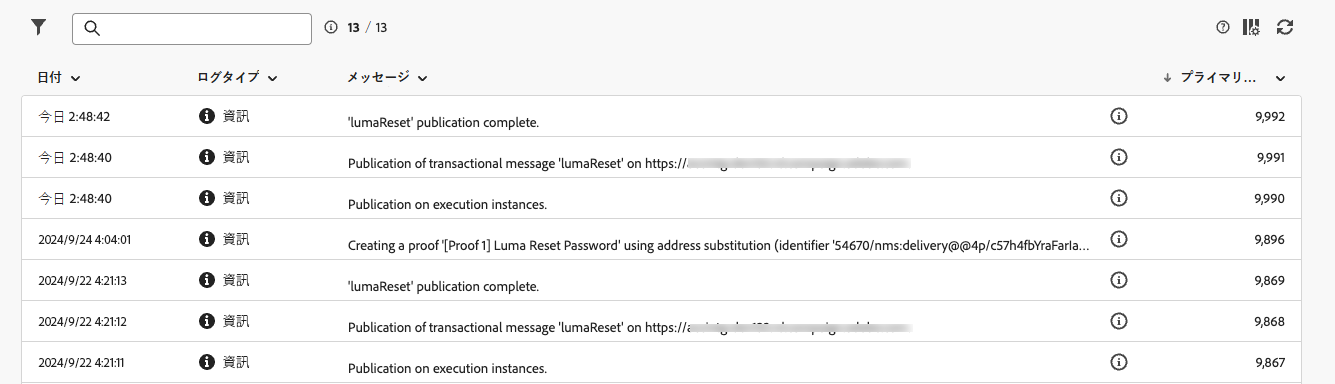 13 / 13
日付 ログタイプ メッセージ プライマリ...
今日 2:48:42 資訊 'lumaReset' publication complete. 9,992
今日 2:48:40 資訊 Publication of transactional message 'lumaReset' on https:// 9,991
今日 2:48:40 資訊 Publication on execution instances. 9,990
2024/9/24 4:04:01 資訊 Creating a proof '[Proof 1] Luma Reset Password' using address substitution (identifier '54670/nms:delivery@@4p/c57h4fbYraFarIa... 9,896
2024/9/22 4:21:13 資訊 'lumaReset' publication complete. 9,869
2024/9/22 4:21:12 資訊 Publication of transactional message 'lumaReset' on https:// 9,868
2024/9/22 4:21:11 資訊 Publication on execution instances. 9,867